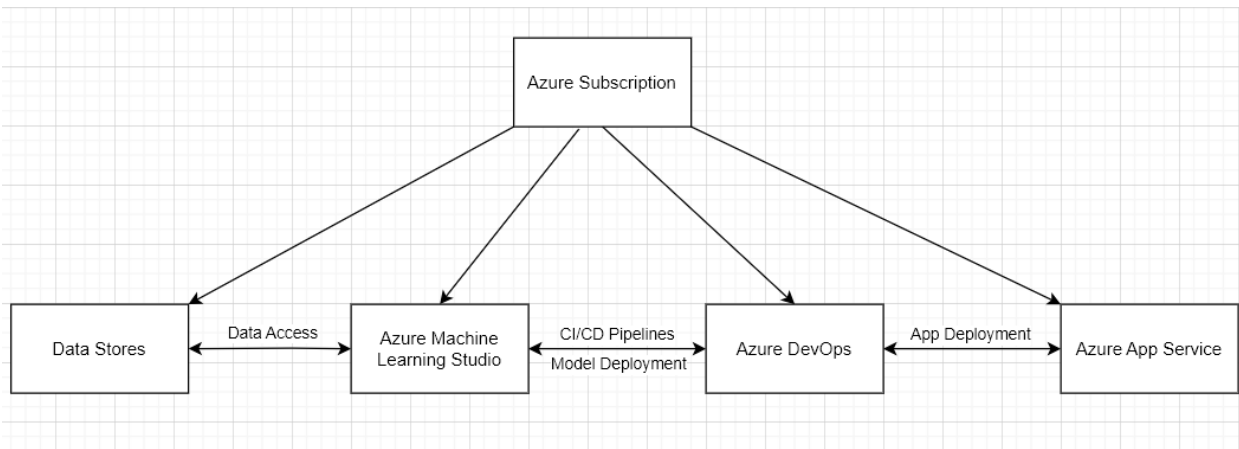 Azure Subscription
Data Stores
Data Access
Azure Machine
Learning Studio
CI/CD Pipelines
Model Deployment
Azure DevOps
App Deployment
Azure App Service